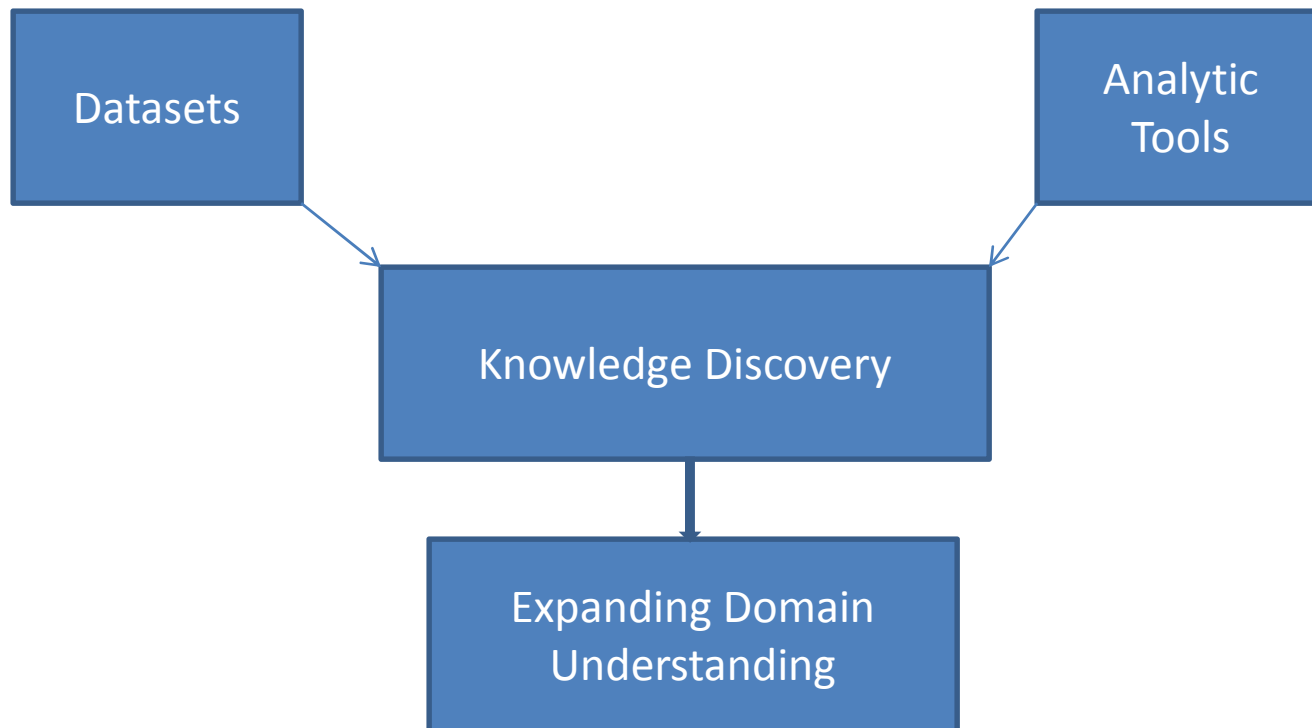 Datasets
Analytic
Tools
Knowledge Discovery
Expanding Domain
Understanding